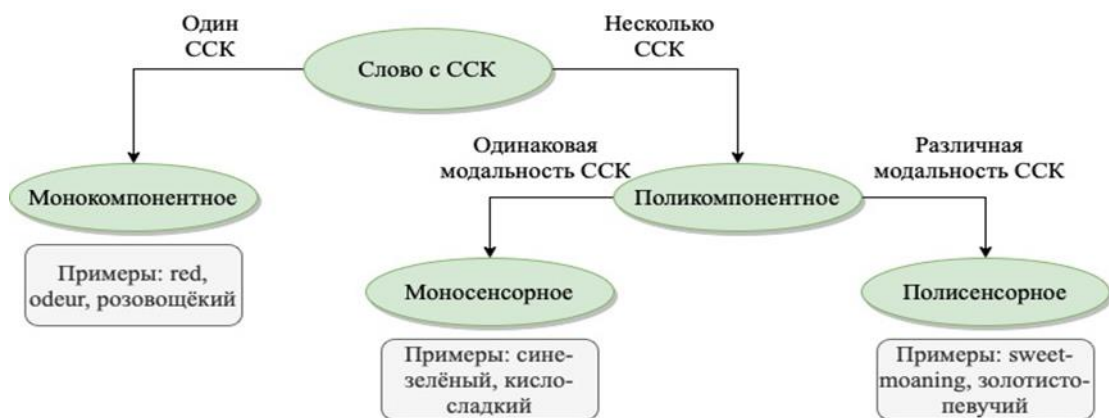 Один
ССК
Несколько
ССК
Слово с ССК
Одинаковая
модальность ССК
Различная
модальность ССК
Монокомпонентное
Поликомпонентное
Примеры: red,
odeur, розовощёкий
Моносенсорное
Полисенсорное
Примеры: сине-
зелёный, кисло-
сладкий
Примеры: sweet-
moaning, золотисто-
певучий